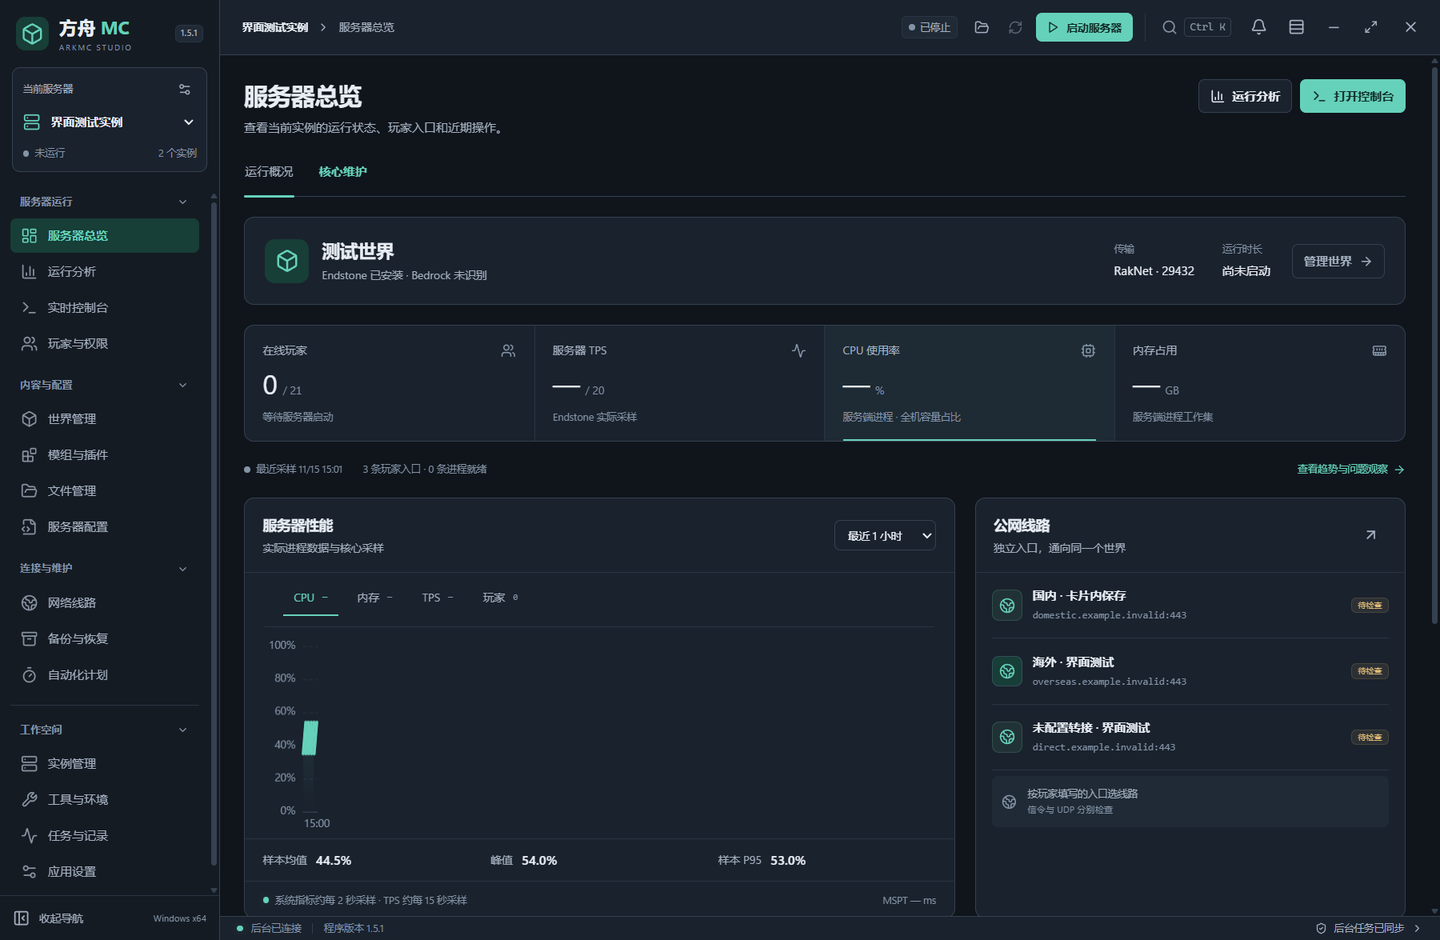 方舟 MC
ARKMC STUDIO
1.5.1
当前服务器
界面测试实例
未运行
2 个实例
服务器运行
服务器总览
运行分析
实时控制台
玩家与权限
内容与配置
世界管理
模组与插件
文件管理
服务器配置
连接与维护
网络线路
备份与恢复
自动化计划
工作空间
实例管理
工具与环境
任务与记录
应用设置
收起导航
Windows x64
界面测试实例 > 服务器总览
已停止
启动服务器
Ctrl K
服务器总览
查看当前实例的运行状态、玩家入口和近期操作。
运行分析
打开控制台
运行概况
核心维护
测试世界
Endstone 已安装 · Bedrock 未识别
传输
RakNet · 29432
运行时长
尚未启动
管理世界
在线玩家
0 / 21
等待服务器启动
服务器 TPS
— / 20
Endstone 实际采样
CPU 使用率
— %
服务端进程 · 全机容量占比
内存占用
— GB
服务端进程工作集
最近采样 11/15 15:01
3 条玩家入口 · 0 条进程就绪
查看趋势与问题观察
服务器性能
实际进程数据与核心采样
最近 1 小时
CPU –
内存 –
TPS –
玩家 0
100%
80%
60%
40%
20%
0%
15:00
样本均值 44.5%
峰值 54.0%
样本 P95 53.0%
系统指标约每 2 秒采样 · TPS 约每 15 秒采样
MSPT — ms
公网线路
独立入口，通向同一个世界
国内 · 卡片内保存
domestic.example.invalid:443
待检查
海外 · 界面测试
overseas.example.invalid:443
待检查
未配置转接 · 界面测试
direct.example.invalid:443
待检查
按玩家填写的入口选线路
信令与 UDP 分别检查
后台已连接
程序版本 1.5.1
后台任务已同步